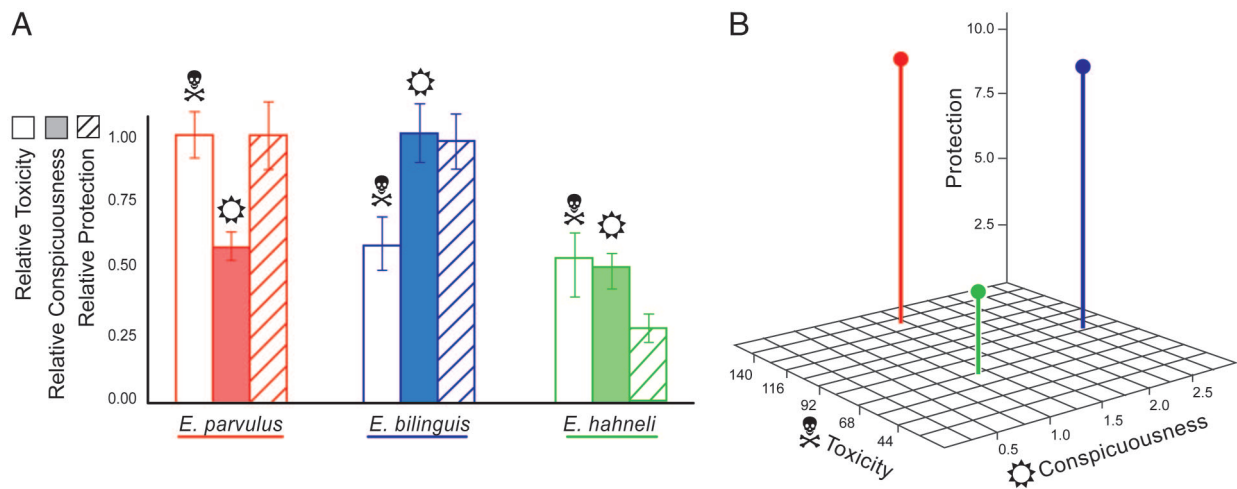 A
Relative Toxicity
Relative Conspicuousness
Relative Protection
1.00
0.75
0.50
0.25
0.00
E. parvulus
E. bilinguis
E. hahneli
B
10.0
7.5
5.0
2.5
Protection
140
116
92
68
44
Toxicity
0.5
1.0
1.5
2.0
2.5
Conspicuousness